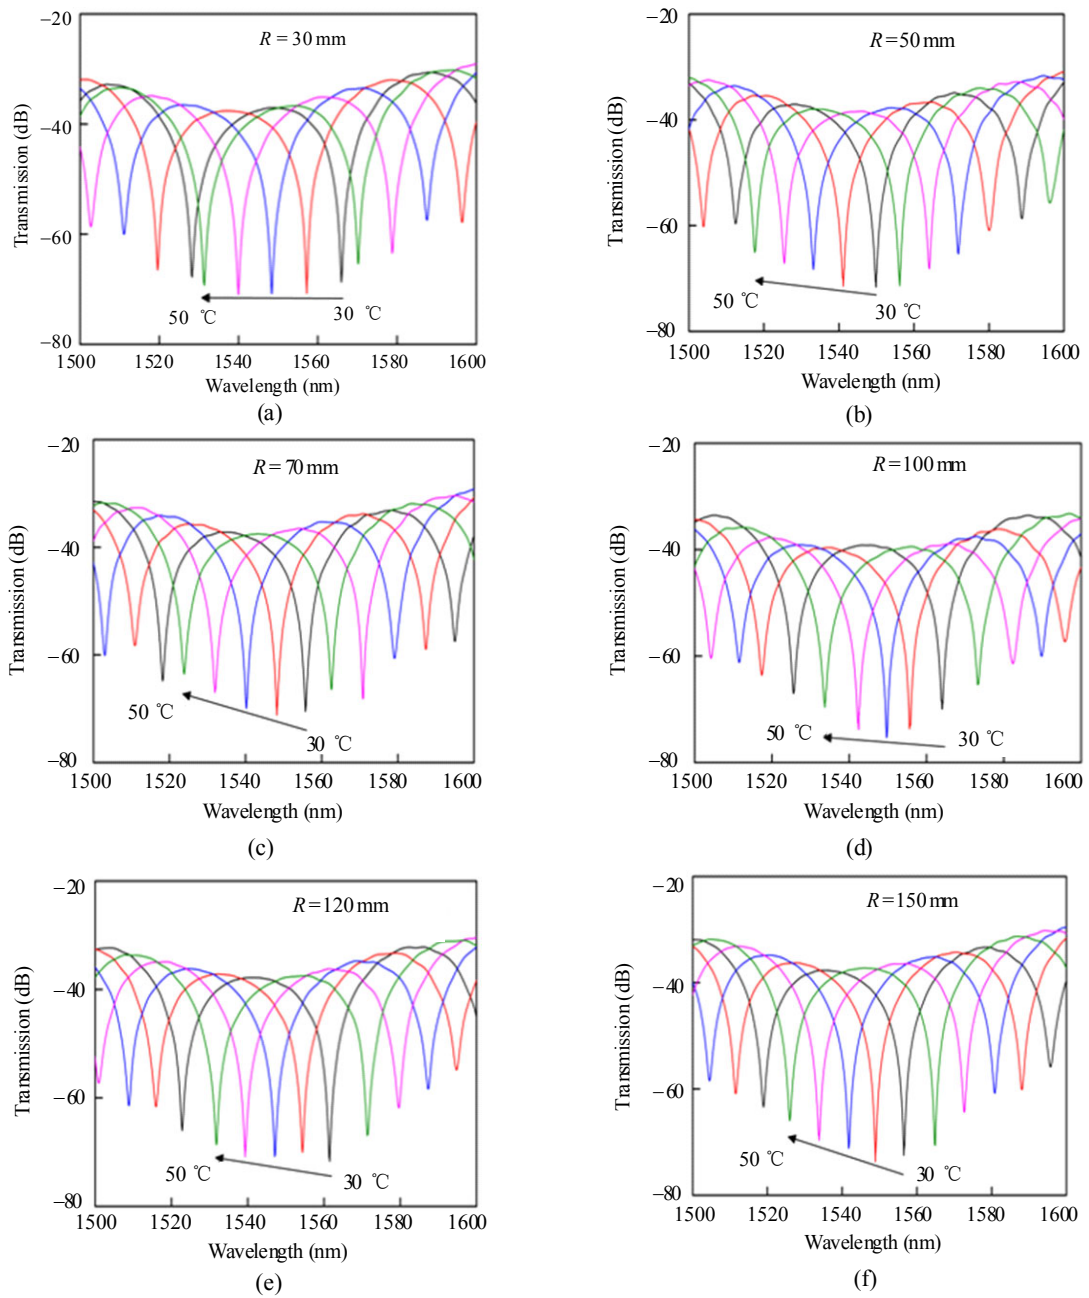 −20
−40
−60
−80
Transmission (dB)
R = 30 mm
50 ℃
30 ℃
1500 1520 1540 1560 1580 1600
Wavelength (nm)
(a)
−20
−40
−60
−80
Transmission (dB)
R = 50 mm
50 ℃
30 ℃
1500 1520 1540 1560 1580 1600
Wavelength (nm)
(b)
−20
−40
−60
−80
Transmission (dB)
R = 70 mm
50 ℃
30 ℃
1500 1520 1540 1560 1580 1600
Wavelength (nm)
(c)
−20
−40
−60
−80
Transmission (dB)
R = 100 mm
50 ℃
30 ℃
1500 1520 1540 1560 1580 1600
Wavelength (nm)
(d)
−20
−40
−60
−80
Transmission (dB)
R=120 mm
50 ℃
30 ℃
1500 1520 1540 1560 1580 1600
Wavelength (nm)
(e)
−20
−40
−60
−80
Transmission (dB)
R=150 mm
50 ℃
30 ℃
1500 1520 1540 1560 1580 1600
Wavelength (nm)
(f)